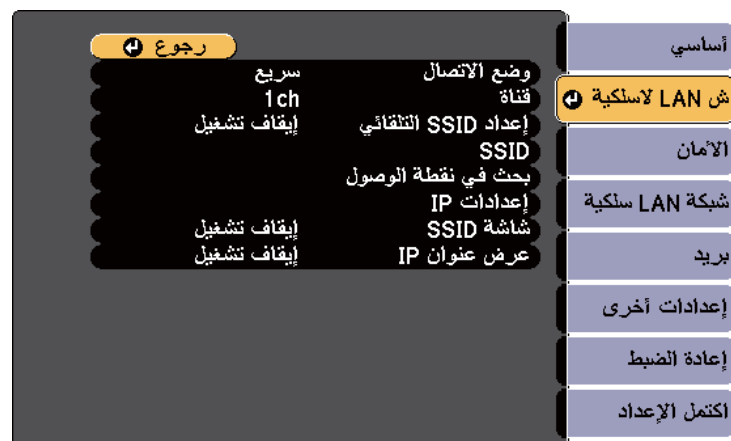 أساسي
ش LAN لاسلكية
الأمان
شبكة LAN سلكية
بريد
إعدادات أخرى
إعادة الضبط
اكتمل الإعداد
رجوع
وضع الاتصال سريع
قناة 1ch
إعداد SSID التلقائي إيقاف تشغيل
SSID
بحث في نقطة الوصول
إعدادات IP
شاشة SSID إيقاف تشغيل
عرض عنوان IP إيقاف تشغيل